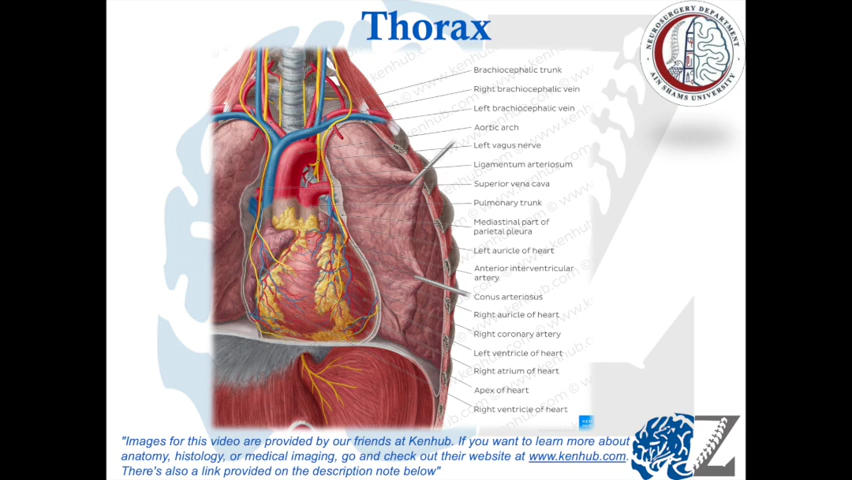 Thorax
NEUROSURGERY DEPARTMENT
AIN SHAMS UNIVERSITY
Brachiocephalic trunk
Right brachiocephalic vein
Left brachiocephalic vein
Aortic arch
Left vagus nerve
Ligamentum arteriosum
Superior vena cava
Pulmonary trunk
Mediastinal part of
parietal pleura
Left auricle of heart
Anterior interventricular
artery
Conus arteriosus
Right auricle of heart
Right coronary artery
Left ventricle of heart
Right atrium of heart
Apex of heart
Right ventricle of heart
"Images for this video are provided by our friends at Kenhub. If you want to learn more about
anatomy, histology, or medical imaging, go and check out their website at www.kenhub.com.
There's also a link provided on the description note below"